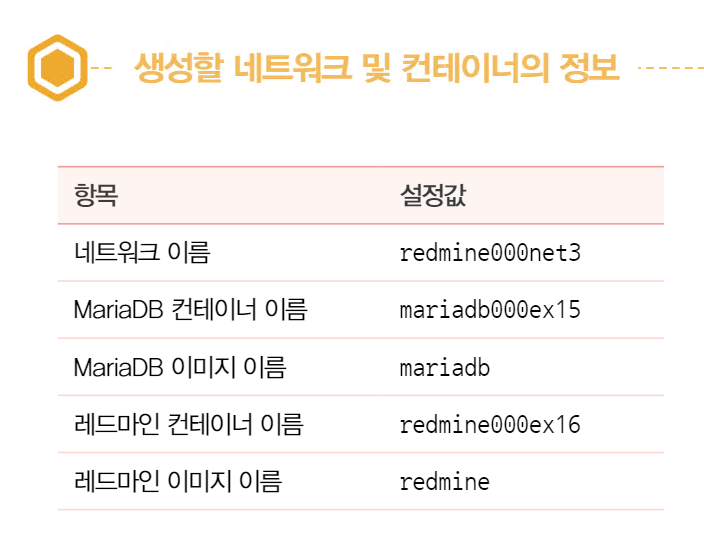 생성할 네트워크 및 컨테이너의 정보
항목 설정값
네트워크 이름 redmine000net3
MariaDB 컨테이너 이름 mariadb000ex15
MariaDB 이미지 이름 mariadb
레드마인 컨테이너 이름 redmine000ex16
레드마인 이미지 이름 redmine